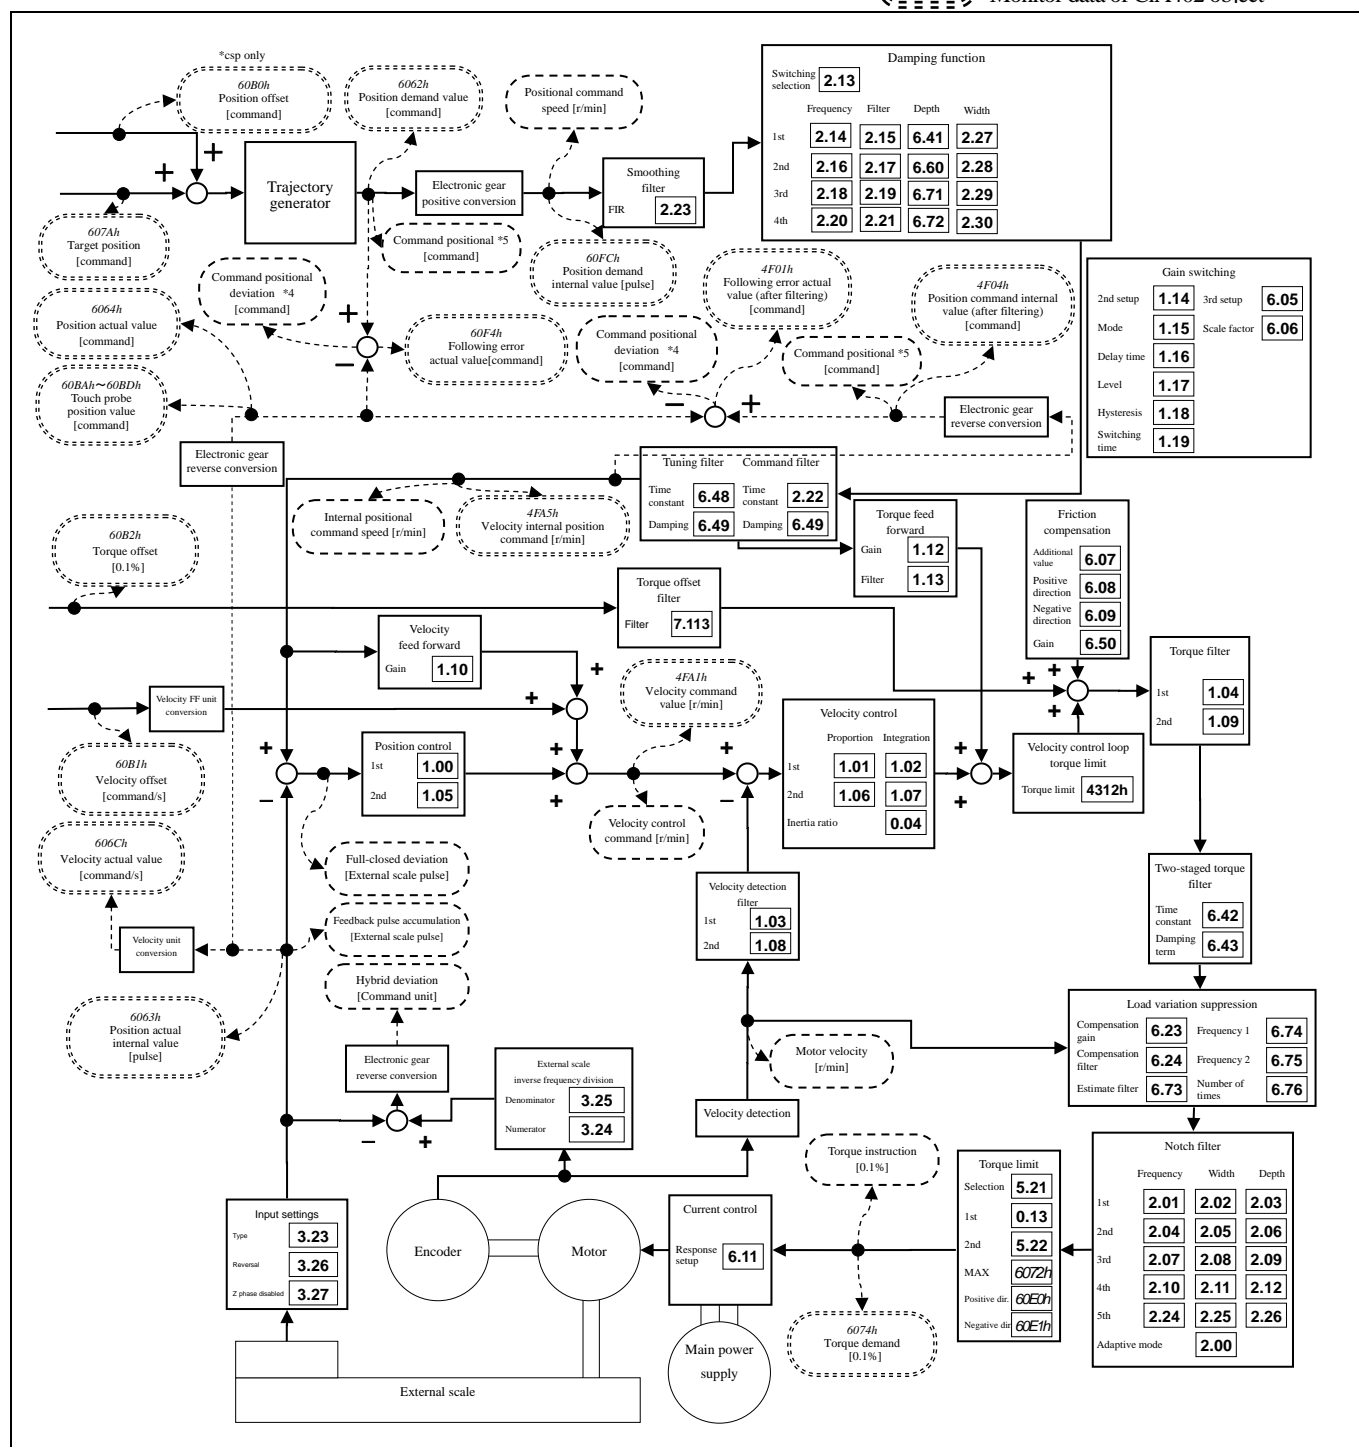 *csp only
60B0h
Position offset
[command]
6062h
Position demand value
[command]
Positional command
speed [r/min]
Damping function
Switching
selection 2.13
Frequency Filter Depth Width
1st 2.14 2.15 6.41 2.27
2nd 2.16 2.17 6.60 2.28
3rd 2.18 2.19 6.71 2.29
4th 2.20 2.21 6.72 2.30
+
+
Trajectory
generator
Electronic gear
positive conversion
Smoothing
filter
FIR 2.23
607Ah
Target position
[command]
Command positional *5
[command]
60FCh
Position demand
internal value [pulse]
Command positional
deviation *4
[command]
4F01h
Following error actual
value (after filtering)
[command]
4F04h
Position command internal
value (after filtering)
[command]
Gain switching
2nd setup 1.14 3rd setup 6.05
Mode 1.15 Scale factor 6.06
Delay time 1.16
Level 1.17
Hysteresis 1.18
Switching
time 1.19
6064h
Position actual value
[command]
+
−
60F4h
Following error
actual value[command]
Command positional
deviation *4
[command]
Command positional *5
[command]
60BAh~60BDh
Touch probe
position value
[command]
− +
Electronic gear
reverse conversion
Electronic gear
reverse conversion
Tuning filter Command filter
Time
constant 6.48 Time
constant 2.22
Damping 6.49 Damping 6.49
Internal positional
command speed [r/min]
4FA5h
Velocity internal position
command [r/min]
Torque feed
forward
Gain 1.12
Filter 1.13
Friction
compensation
Additional
value 6.07
Positive
direction 6.08
Negative
direction 6.09
Gain 6.50
60B2h
Torque offset
[0.1%]
Torque offset
filter
Filter 7.113
Velocity
feed forward
Gain 1.10
4FA1h
Velocity command
value [r/min]
+
+
+
+
+
Torque filter
1st 1.04
2nd 1.09
Velocity FF unit
conversion
60B1h
Velocity offset
[command/s]
+
−
Position control
1st 1.00
2nd 1.05
+
+
+
−
Velocity control
Proportion Integration
1st 1.01 1.02
2nd 1.06 1.07
Inertia ratio 0.04
+
+
Velocity control loop
torque limit
Torque limit 4312h
606Ch
Velocity actual value
[command/s]
Velocity control
command [r/min]
Full-closed deviation
[External scale pulse]
Feedback pulse accumulation
[External scale pulse]
Velocity detection
filter
1st 1.03
2nd 1.08
Two-staged torque
filter
Time
constant 6.42
Damping
term 6.43
Velocity unit
conversion
Hybrid deviation
[Command unit]
6063h
Position actual
internal value
[pulse]
Load variation suppression
Compensation
gain 6.23 Frequency 1 6.74
Compensation
filter 6.24 Frequency 2 6.75
Estimate filter 6.73 Number of
times 6.76
Motor velocity
[r/min]
Electronic gear
reverse conversion
External scale
inverse frequency division
Denominator 3.25
Numerator 3.24
Velocity detection
− +
Torque instruction
[0.1%]
Torque limit
Selection 5.21
1st 0.13
2nd 5.22
MAX 6072h
Positive dir. 60E0h
Negative dir 60E1h
Notch filter
Frequency Width Depth
1st 2.01 2.02 2.03
2nd 2.04 2.05 2.06
3rd 2.07 2.08 2.09
4th 2.10 2.11 2.12
5th 2.24 2.25 2.26
Adaptive mode 2.00
Input settings
Type 3.23
Reversal 3.26
Z phase disabled 3.27
Encoder
Motor
Current control
Response
setup 6.11
6074h
Torque demand
[0.1%]
Main power
supply
External scale